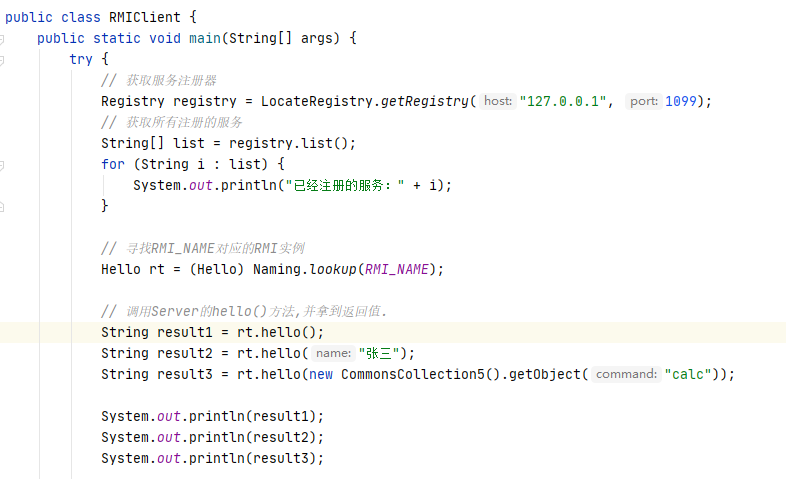 public class RMIClient {
public static void main(String[] args) {
try {
// 获取服务注册器
Registry registry = LocateRegistry.getRegistry( host: "127.0.0.1", port: 1099);
// 获取所有注册的服务
String[] list = registry.list();
for (String i : list) {
System.out.println("已经注册的服务：" + i);
}
// 寻找RMI_NAME对应的RMI实例
Hello rt = (Hello) Naming.lookup(RMI_NAME);
// 调用Server的hello()方法,并拿到返回值.
String result1 = rt.hello();
String result2 = rt.hello( name: "张三");
String result3 = rt.hello(new CommonsCollection5().getObject( command: "calc"));
System.out.println(result1);
System.out.println(result2);
System.out.println(result3);